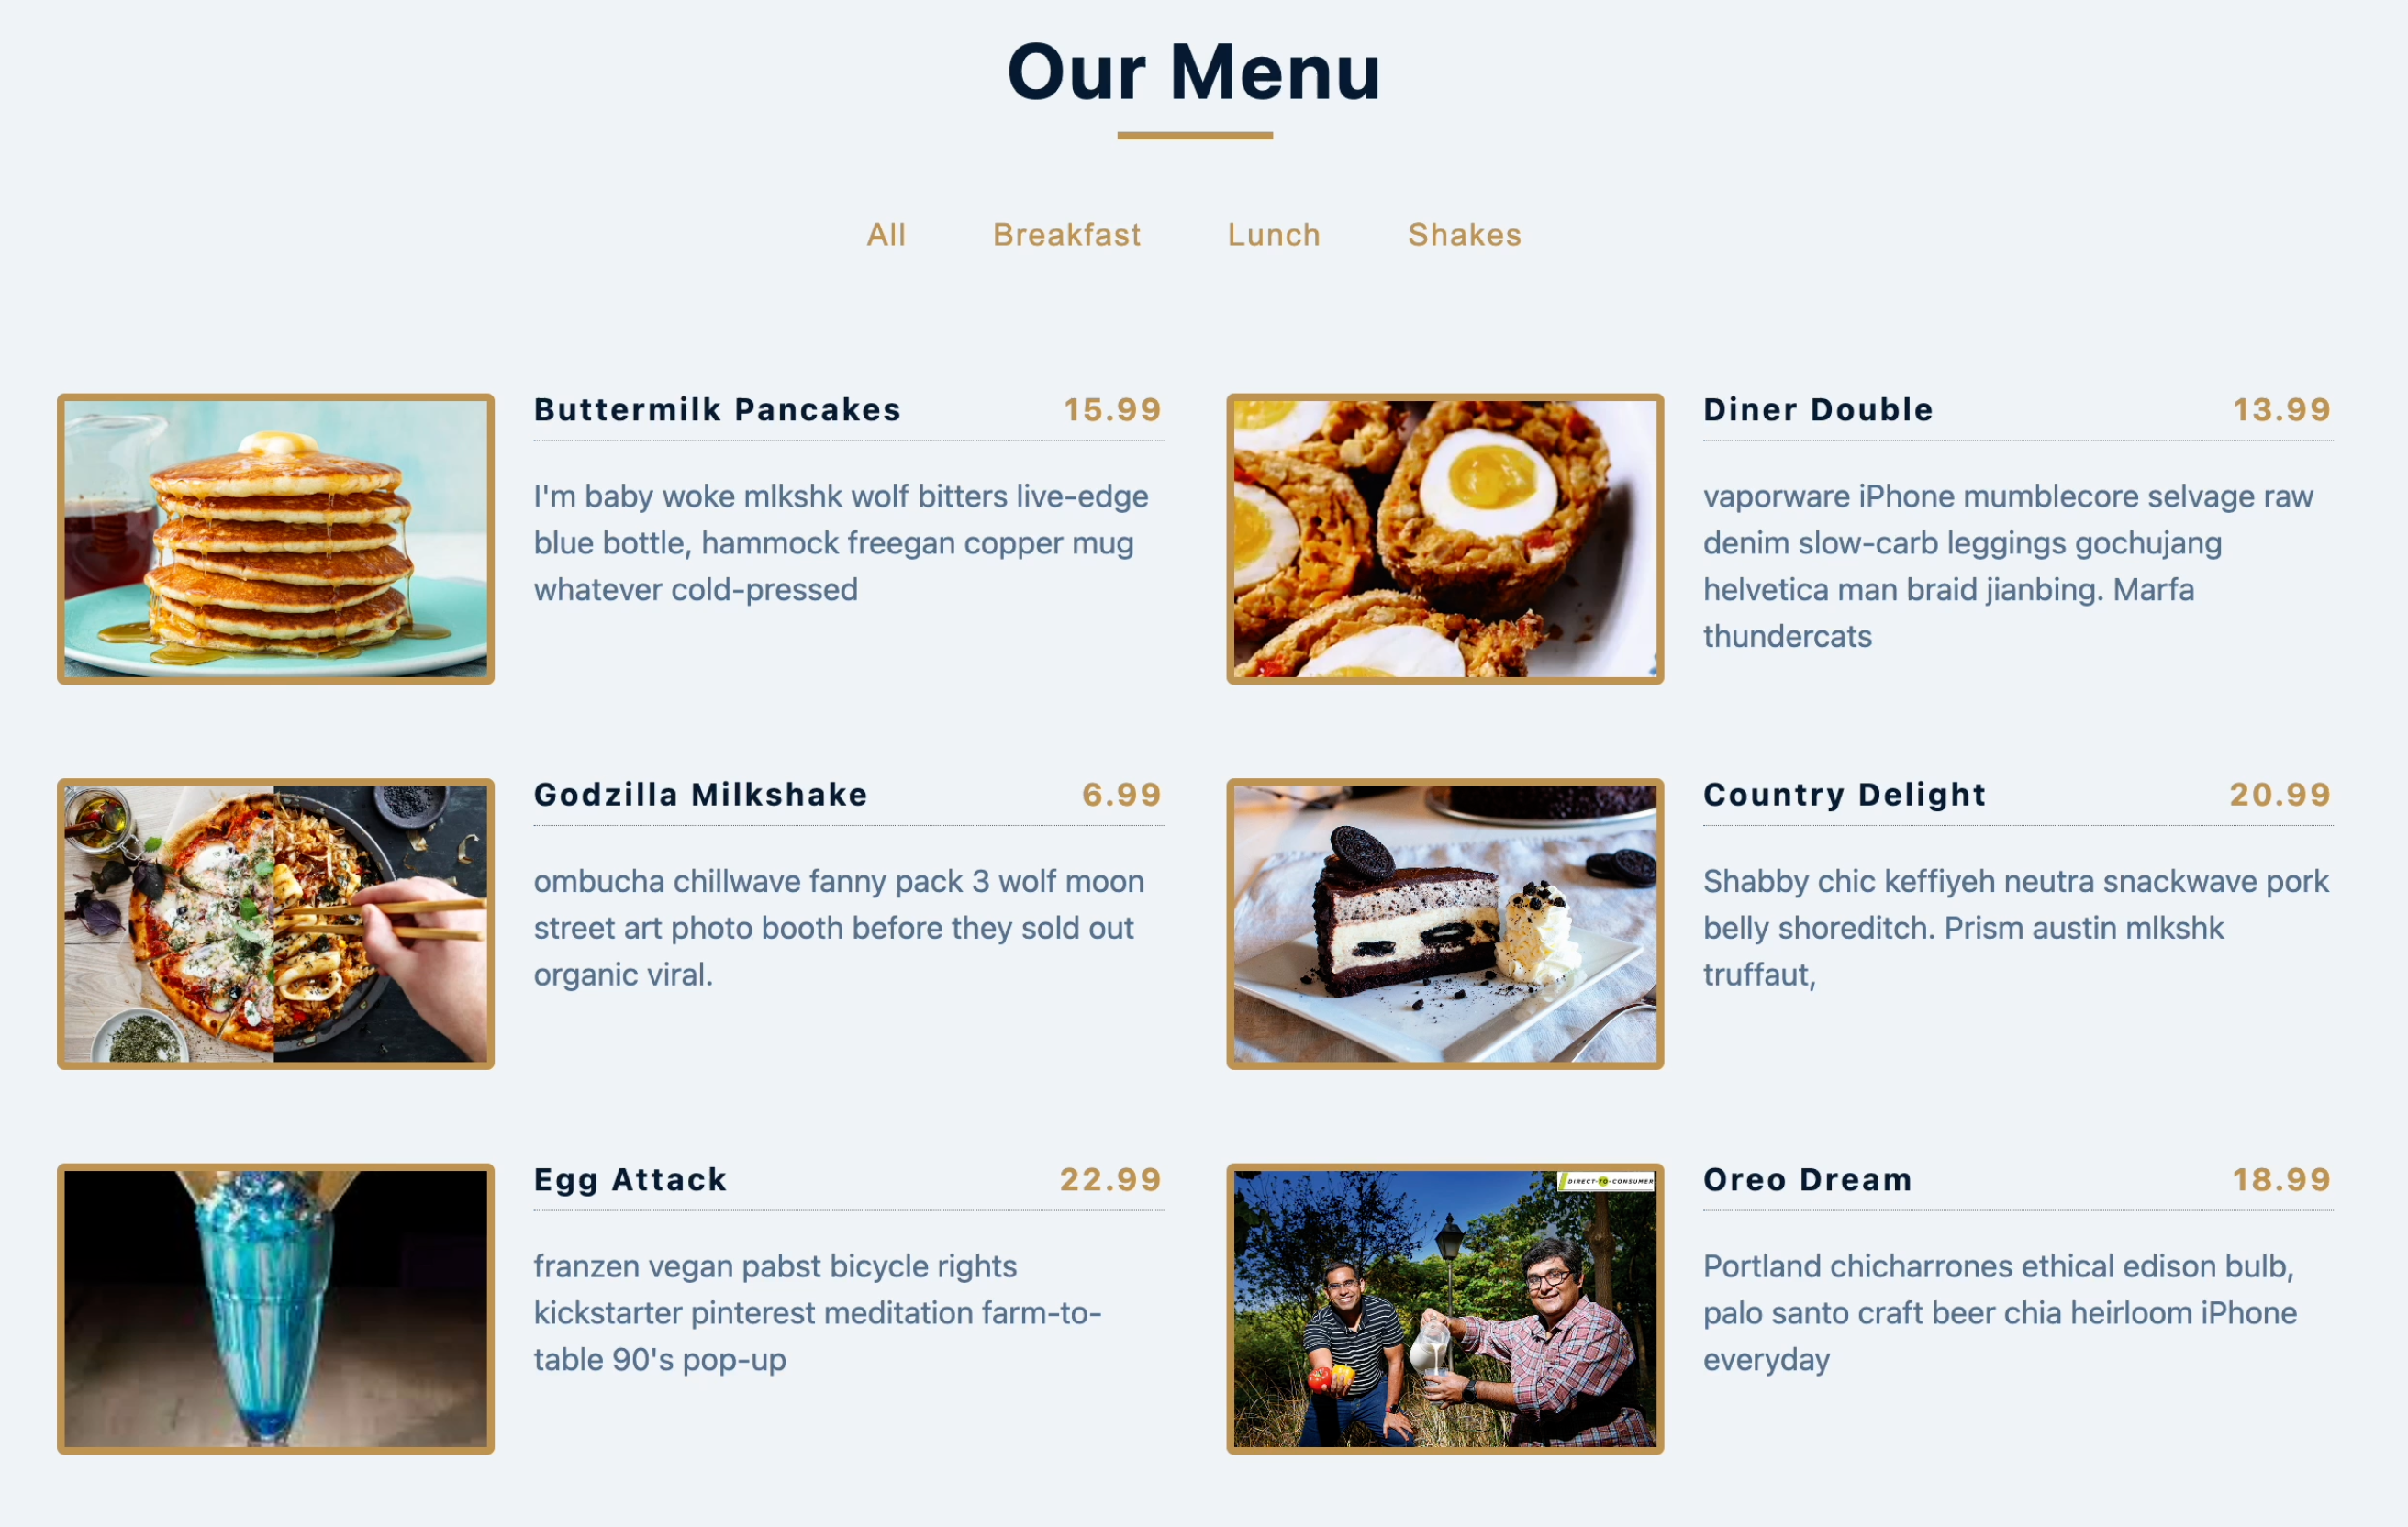 Our Menu
All Breakfast Lunch Shakes
Buttermilk Pancakes 15.99
I'm baby woke mlkshk wolf bitters live-edge
blue bottle, hammock freegan copper mug
whatever cold-pressed
Diner Double 13.99
vaporware iPhone mumblecore selvage raw
denim slow-carb leggings gochujang
helvetica man braid jianbing. Marfa
thundercats
Godzilla Milkshake 6.99
ombucha chillwave fanny pack 3 wolf moon
street art photo booth before they sold out
organic viral.
Country Delight 20.99
Shabby chic keffiyeh neutra snackwave pork
belly shoreditch. Prism austin mlkshk
truffaut,
Egg Attack 22.99
franzen vegan pabst bicycle rights
kickstarter pinterest meditation farm-to-
table 90's pop-up
DIRECT-TO-CONSUMER
Oreo Dream 18.99
Portland chicharrones ethical edison bulb,
palo santo craft beer chia heirloom iPhone
everyday